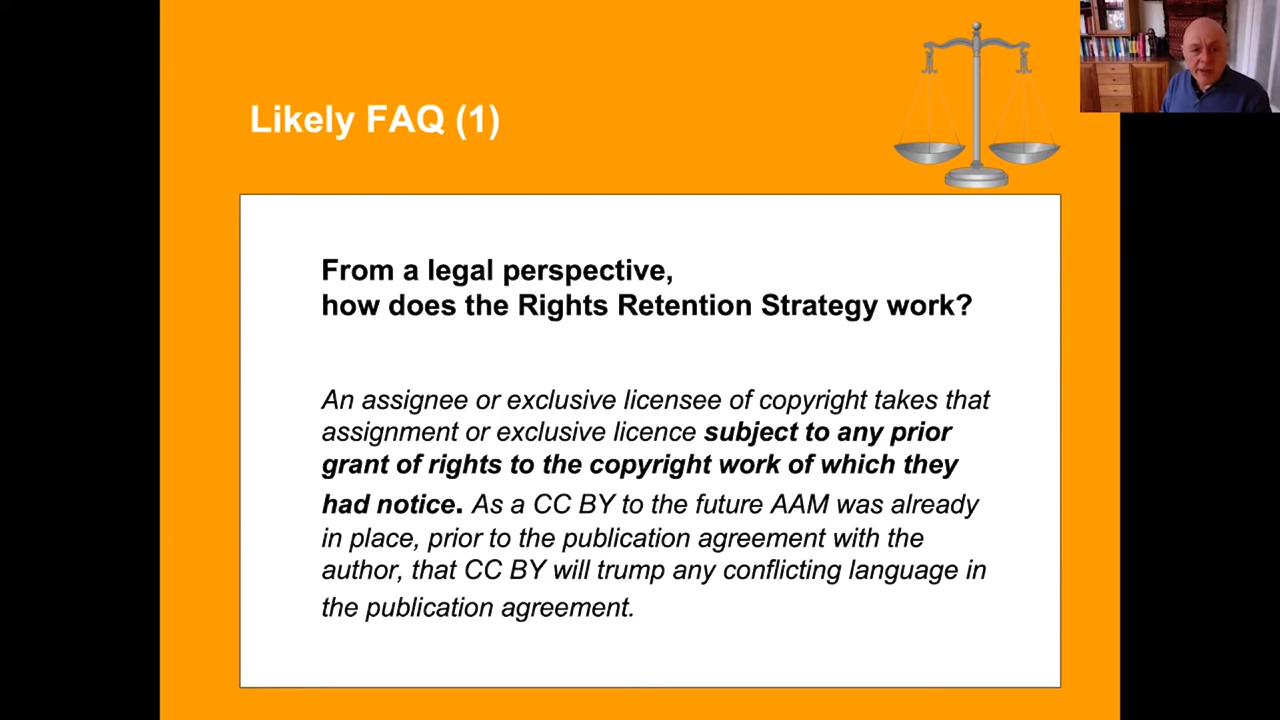 Likely FAQ (1)
From a legal perspective,
how does the Rights Retention Strategy work?
An assignee or exclusive licensee of copyright takes that
assignment or exclusive licence subject to any prior
grant of rights to the copyright work of which they
had notice. As a CC BY to the future AAM was already
in place, prior to the publication agreement with the
author, that CC BY will trump any conflicting language in
the publication agreement.